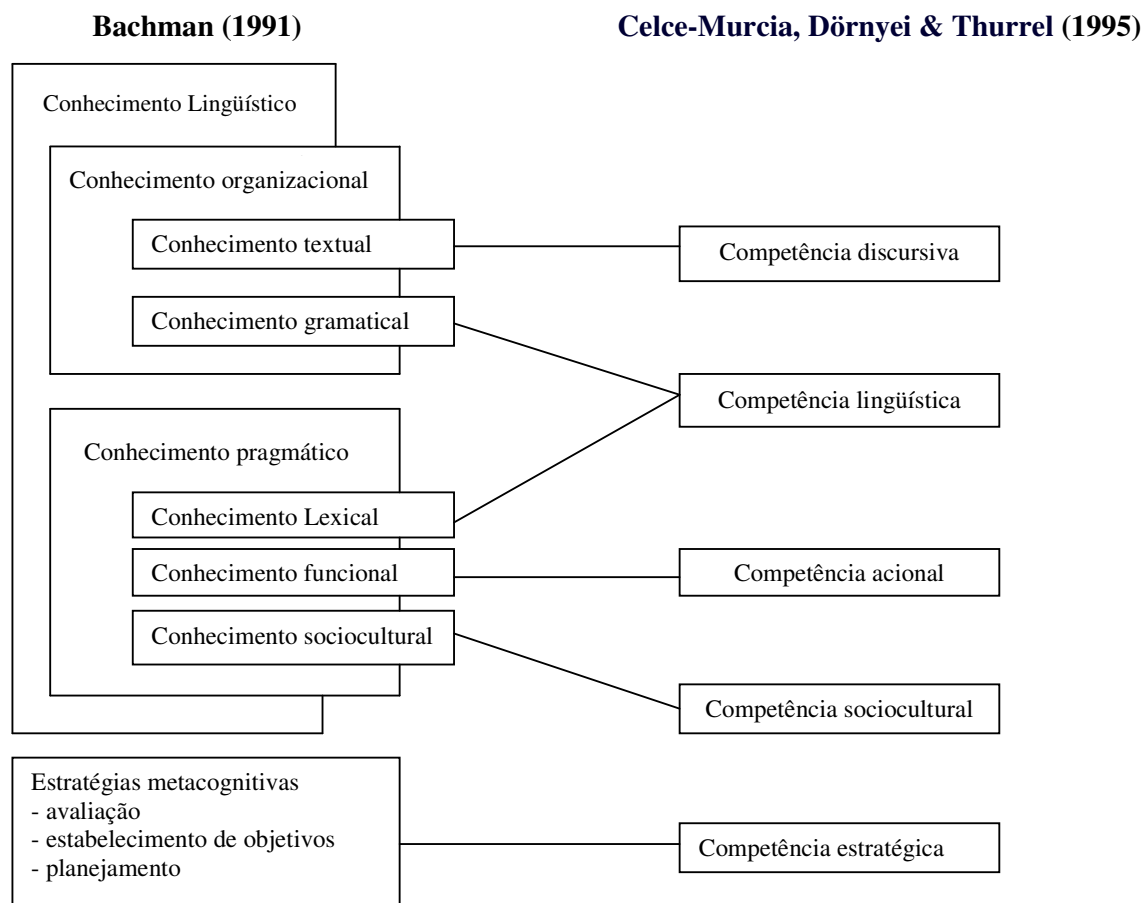 Bachman (1991)
Celce-Murcia, Dörnyei & Thurrel (1995)
Conhecimento Lingüístico
Conhecimento organizacional
Conhecimento textual
Competência discursiva
Conhecimento gramatical
Competência lingüística
Conhecimento pragmático
Conhecimento Lexical
Conhecimento funcional
Competência acional
Conhecimento sociocultural
Competência sociocultural
Estratégias metacognitivas
- avaliação
- estabelecimento de objetivos
- planejamento
Competência estratégica